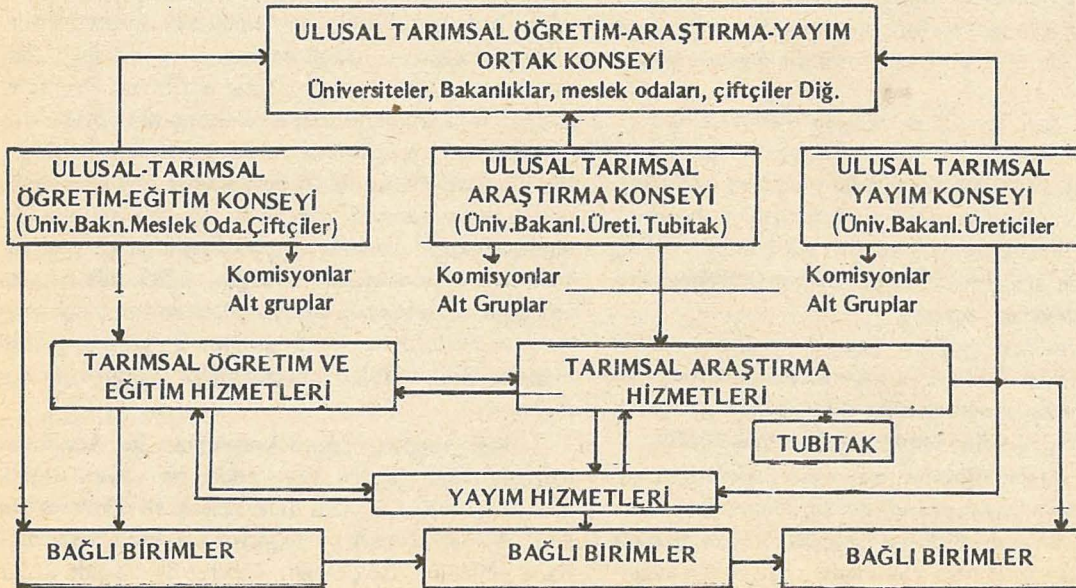 ULUSAL TARIMSAL ÖĞRETİM-ARAŞTIRMA-YAYIM
ORTAK KONSEYİ
Üniversiteler, Bakanlıklar, meslek odaları, çiftçiler Diğ.
ULUSAL-TARIMSAL
ÖĞRETİM-EĞİTİM KONSEYİ
(Üniv.Bakn.Meslek Oda.Çiftçiler)
ULUSAL TARIMSAL
ARAŞTIRMA KONSEYİ
(Üniv.Bakanl.Üreti.Tubitak)
ULUSAL TARIMSAL
YAYIM KONSEYİ
(Üniv.Bakanl.Üreticiler
Komisyonlar
Alt gruplar
Komisyonlar
Alt Gruplar
Komisyonlar
Alt Gruplar
TARIMSAL ÖGRETIM VE
EĞİTİM HİZMETLERİ
TARIMSAL ARAŞTIRMA
HİZMETLERİ
TUBİTAK
YAYIM HİZMETLERİ
BAĞLI BİRİMLER
BAĞLI BİRİMLER
BAĞLI BİRİMLER